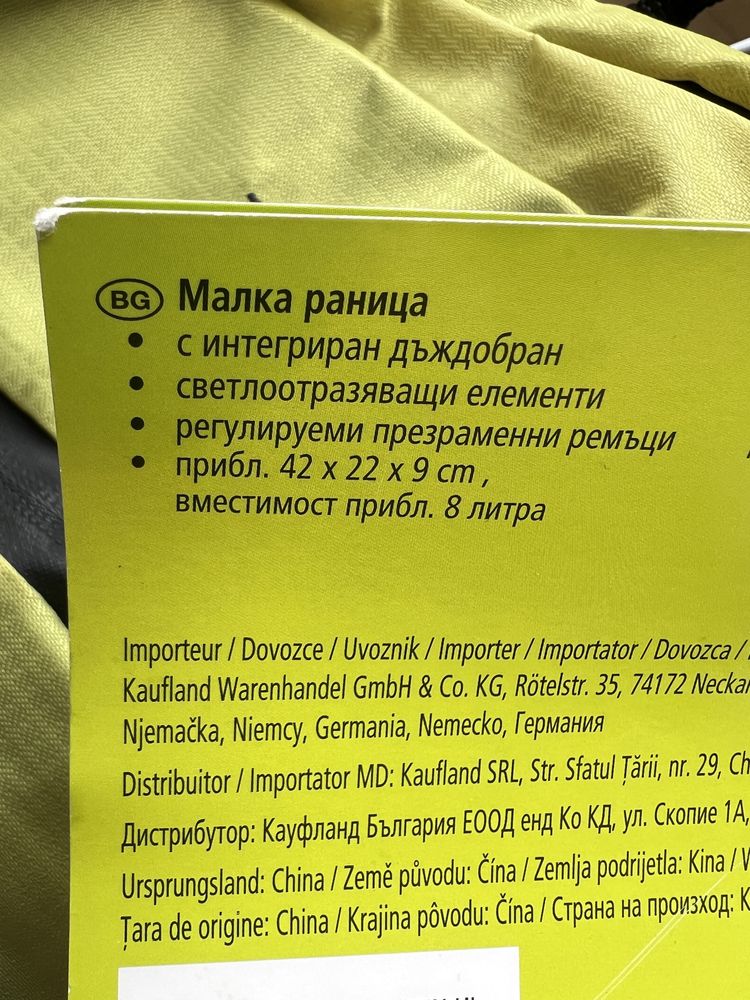 BG Малка раница
• с интегриран дъждобран
• светлоотразяващи елементи
• регулируеми презраменни ремъци
• прибл. 42 x 22 x 9 cm ,
вместимост прибл. 8 литра
Importeur / Dovozce / Uvoznik / Importer / Importator / Dovozca /
Kaufland Warenhandel GmbH & Co. KG, Rötelstr. 35, 74172
Njemačka, Niemcy, Germania, Nemecko, Германия
Distribuitor / Importator MD: Kaufland SRL, Str. Sfatul Țării, nr. 29,
Дистрибутор: Кауфланд България ЕООД енд Ко КД, ул. Скопие 1А,
Ursprungsland: China / Země původu: Čína / Zemlja podrijetla: Kina /
Țara de origine: China / Krajina pôvodu: Čína / Страна на произход: